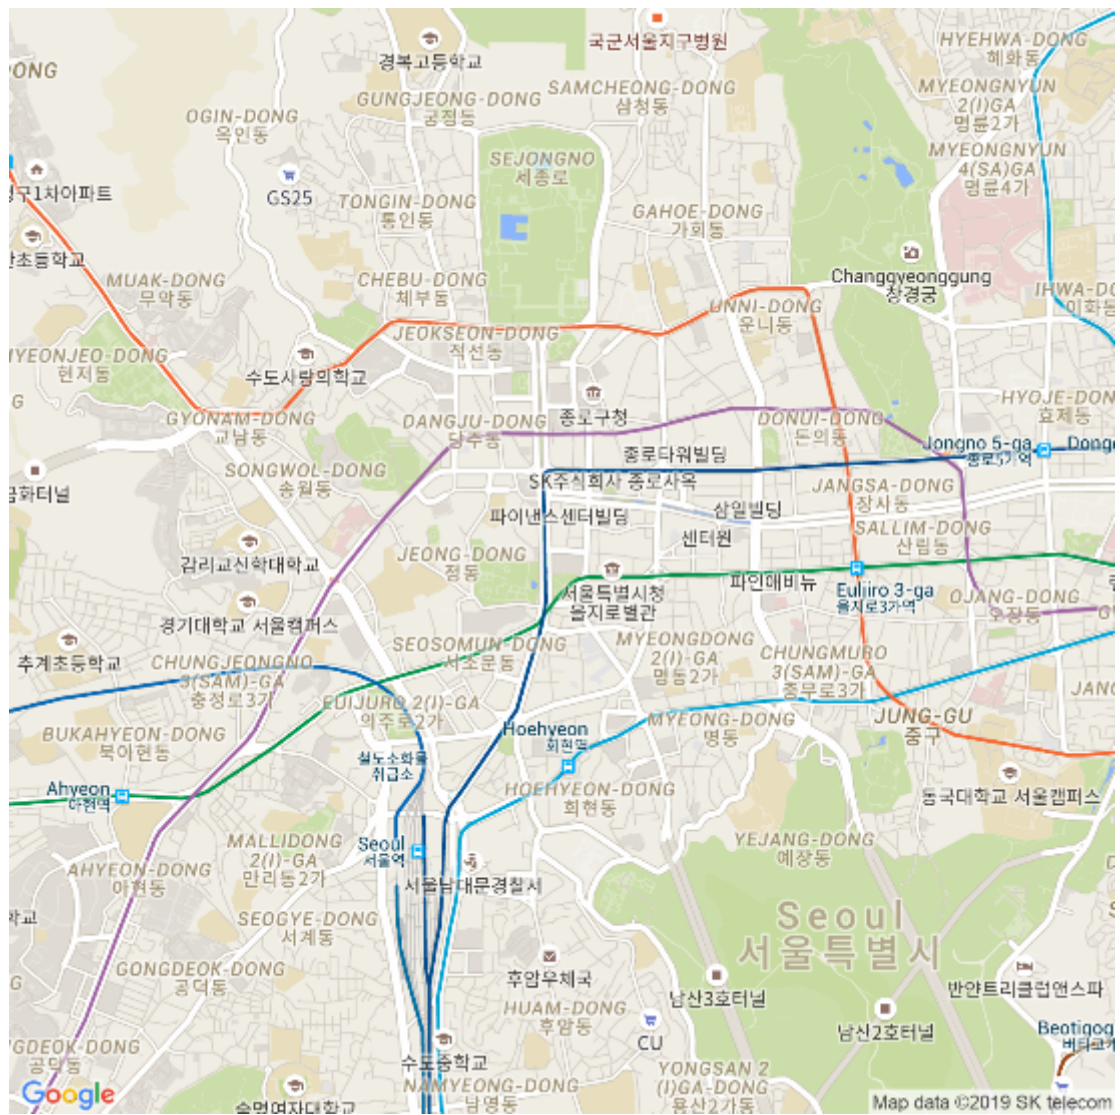 국군서울지구병원
HYEHWA-DONG
혜화동
경복고등학교
MYEONGNYUN
2(I)GA
명륜2가
SAMCHEONG-DONG
삼청동
GUNGJEONG-DONG
궁정동
OGIN-DONG
옥인동
MYEONGNYUN
4(SA)GA
명륜4가
SEJONGNO
세종로
GS25
TONGIN-DONG
통인동
GAHOE-DONG
가회동
MUAK-DONG
무악동
CHEBU-DONG
체부동
Changgyeonggung
창경궁
UNNI-DONG
운니동
JEOKSEON-DONG
적선동
수도사랑의학교
GYONAM-DONG
교남동
DANGJU-DONG
당주동
종로구청
DONUI-DONG
돈의동
HYOJE-DONG
효제동
Jongno 5-ga
종로5가역
종로타워빌딩
SONGWOL-DONG
송월동
SK주식회사 종로사옥
JANGSA-DONG
장사동
금화터널
파이낸스센터빌딩
삼일빌딩
센터원
SALLIM-DONG
산림동
감리교신학대학교
JEONG-DONG
정동
서울특별시청
을지로별관
파인애비뉴
Euljiro 3-ga
을지로3가역
OJANG-DONG
오장동
경기대학교 서울캠퍼스
추계초등학교
SEOSOMUN-DONG
서소문동
MYEONGDONG
2(I)-GA
명동2가
CHUNGMURO
3(SAM)-GA
충무로3가
CHUNGJEONGNO
3(SAM)-GA
충정로3가
EUIJURO 2(I)-GA
의주로2가
BUKAHYEON-DONG
북아현동
Hoehyeon
회현역
MYEONG-DONG
명동
JUNG-GU
중구
철도소화물
취급소
Ahyeon
아현역
HOEHYEON-DONG
회현동
동국대학교 서울캠퍼스
MALLIDONG
2(I)-GA
만리동2가
Seoul
서울역
YEJANG-DONG
예장동
AHYEON-DONG
아현동
서울남대문경찰서
SEOGYE-DONG
서계동
Seoul
서울특별시
GONGDEOK-DONG
공덕동
후암우체국
남산3호터널
반얀트리클럽앤스파
HUAM-DONG
후암동
남산2호터널
CU
수도중학교
공덕동
YONGSAN 2
(I)GA-DONG
용산2가동
NAMYEONG-DONG
남영동
숙명여자대학교
Google
Map data ©2019 SK telecom